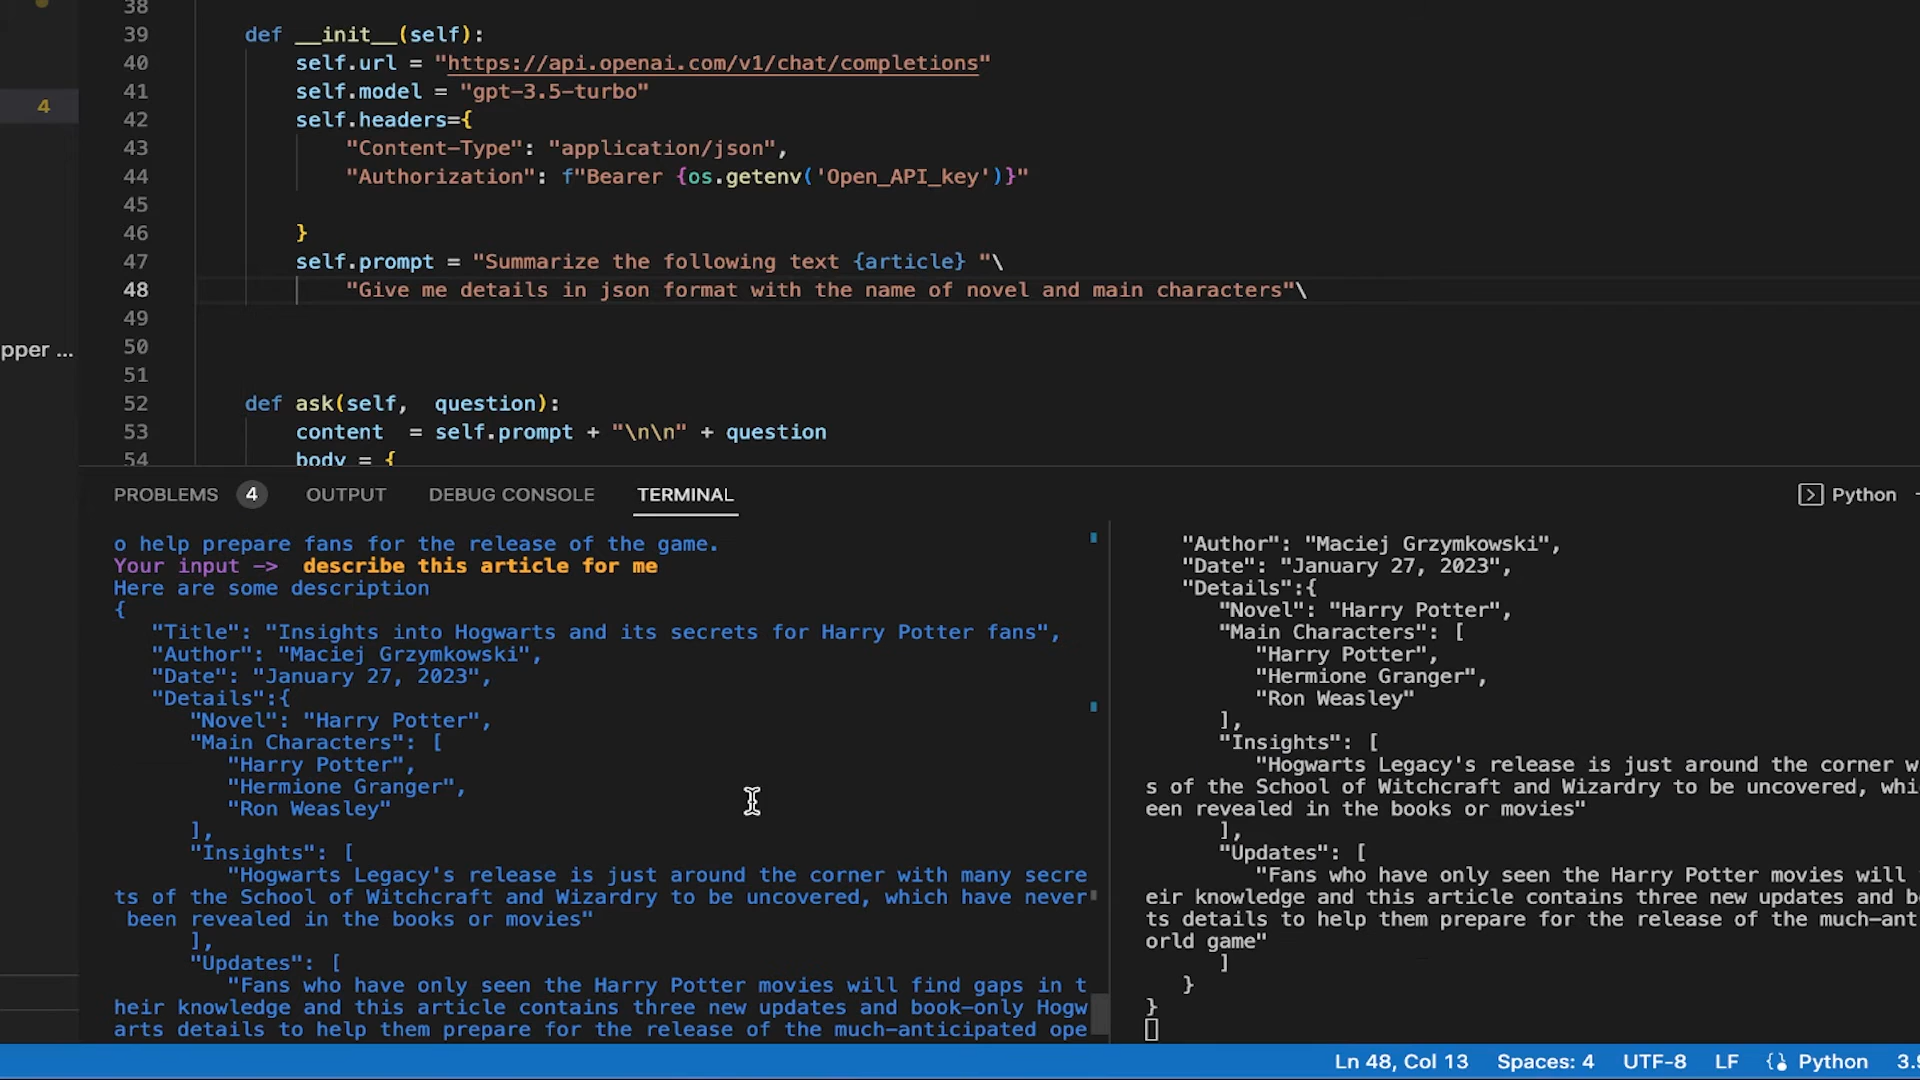 38
39 def __init__(self):
40 self.url = "https://api.openai.com/v1/chat/completions"
41 self.model = "gpt-3.5-turbo"
42 self.headers={
4
43 "Content-Type": "application/json",
44 "Authorization": f"Bearer {os.getenv('Open_API_key')}"
45
46 }
47 self.prompt = "Summarize the following text {article} "\
48 "Give me details in json format with the name of novel and main characters"\
49
50
pper ...
51
52 def ask(self, question):
53 content = self.prompt + "\n\n" + question
54 body = {
PROBLEMS 4 OUTPUT DEBUG CONSOLE TERMINAL
Python
o help prepare fans for the release of the game.
Your input -> describe this article for me
Here are some description
{
"Title": "Insights into Hogwarts and its secrets for Harry Potter fans",
"Author": "Maciej Grzymkowski",
"Date": "January 27, 2023",
"Details":{
"Novel": "Harry Potter",
"Main Characters": [
"Harry Potter",
"Hermione Granger",
"Ron Weasley"
],
"Insights": [
"Hogwarts Legacy's release is just around the corner with many secre
ts of the School of Witchcraft and Wizardry to be uncovered, which have never
been revealed in the books or movies"
],
"Updates": [
"Fans who have only seen the Harry Potter movies will find gaps in t
heir knowledge and this article contains three new updates and book-only Hogw
arts details to help them prepare for the release of the much-anticipated ope
"Author": "Maciej Grzymkowski",
"Date": "January 27, 2023",
"Details":{
"Novel": "Harry Potter",
"Main Characters": [
"Harry Potter",
"Hermione Granger",
"Ron Weasley"
],
"Insights": [
"Hogwarts Legacy's release is just around the corner w
s of the School of Witchcraft and Wizardry to be uncovered, whi
een revealed in the books or movies"
],
"Updates": [
"Fans who have only seen the Harry Potter movies will
eir knowledge and this article contains three new updates and b
ts details to help them prepare for the release of the much-ant
orld game"
]
}
}
Ln 48, Col 13 Spaces: 4 UTF-8 LF Python 3.9